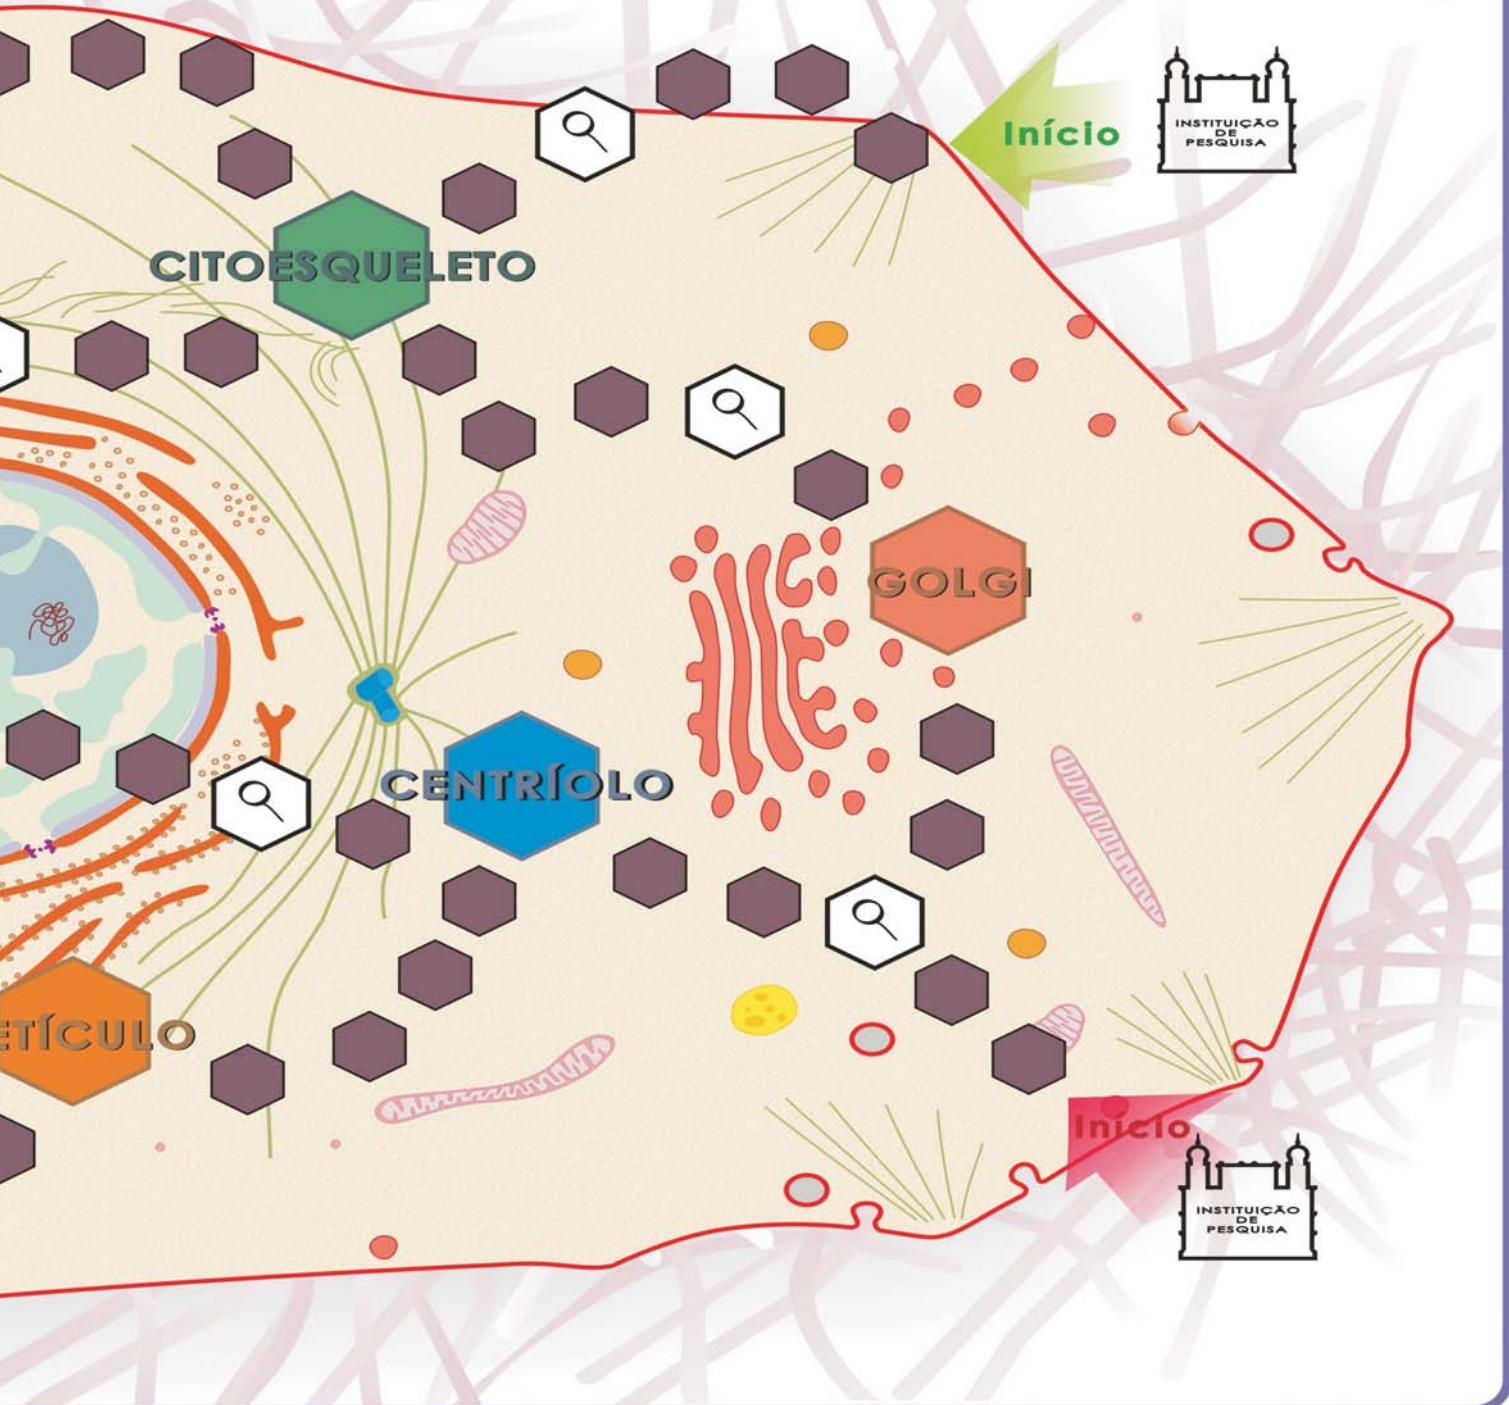 Início
INSTITUIÇÃO
DE
PESQUISA
CITOESQUELETO
GOLGI
CENTRÍOLO
ETÍCULO
Início
INSTITUIÇÃO
DE
PESQUISA